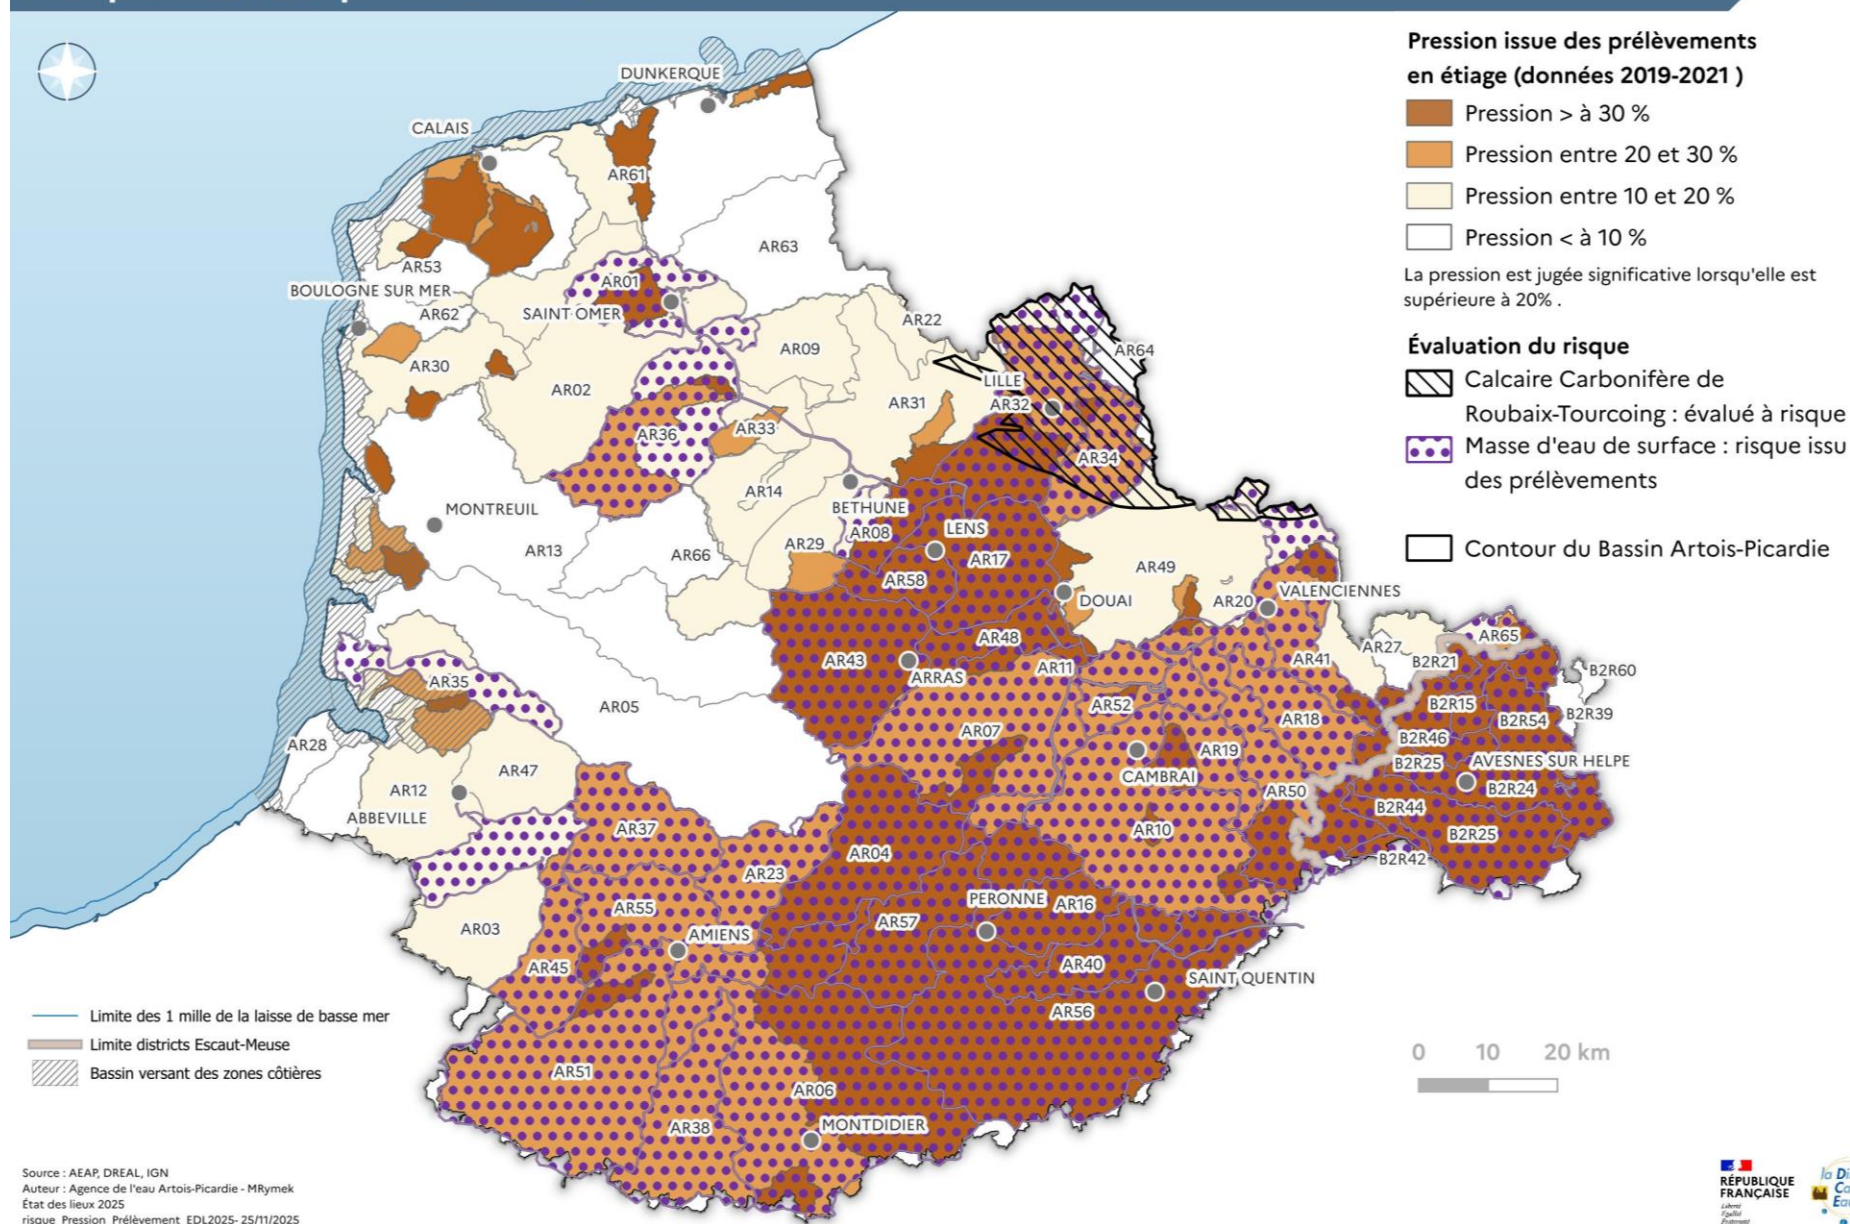 Pression issue des prélèvements
en étiage (données 2019-2021 )
Pression > à 30 %
Pression entre 20 et 30 %
Pression entre 10 et 20 %
Pression < à 10 %
La pression est jugée significative lorsqu'elle est
supérieure à 20% .
Évaluation du risque
Calcaire Carbonifère de
Roubaix-Tourcoing : évalué à risque
Masse d'eau de surface : risque issu
des prélèvements
Contour du Bassin Artois-Picardie
DUNKERQUE
CALAIS
AR61
AR63
AR53
AR01
BOULOGNE SUR MER
AR62
SAINT OMER
AR22
AR09
AR64
AR30
AR02
LILLE
AR31
AR32
AR33
AR36
AR34
AR14
MONTREUIL
BETHUNE
LENS
AR08
AR13
AR66
AR29
AR17
AR49
AR58
DOUAI
AR20
VALENCIENNES
AR48
AR65
AR43
AR11
AR41
AR27
B2R21
B2R60
ARRAS
AR35
AR05
AR52
B2R15
B2R54
B2R39
AR28
AR07
AR18
B2R46
AR19
AR47
CAMBRAI
B2R25
AVESNES SUR HELPE
AR12
AR50
B2R24
ABBEVILLE
B2R44
AR37
AR10
B2R25
AR04
B2R42
AR23
AR55
PERONNE
AR16
AR03
AR57
AMIENS
AR45
AR40
SAINT QUENTIN
AR56
AR51
AR06
AR38
MONTDIDIER
Limite des 1 mille de la laisse de basse mer
Limite districts Escaut-Meuse
Bassin versant des zones côtières
0 10 20 km
Source : AEAP, DREAL, IGN
Auteur : Agence de l'eau Artois-Picardie - MRymek
État des lieux 2025
risque_Pression_Prélèvement_EDL2025- 25/11/2025
RÉPUBLIQUE
FRANÇAISE
Liberté
Égalité
Fraternité